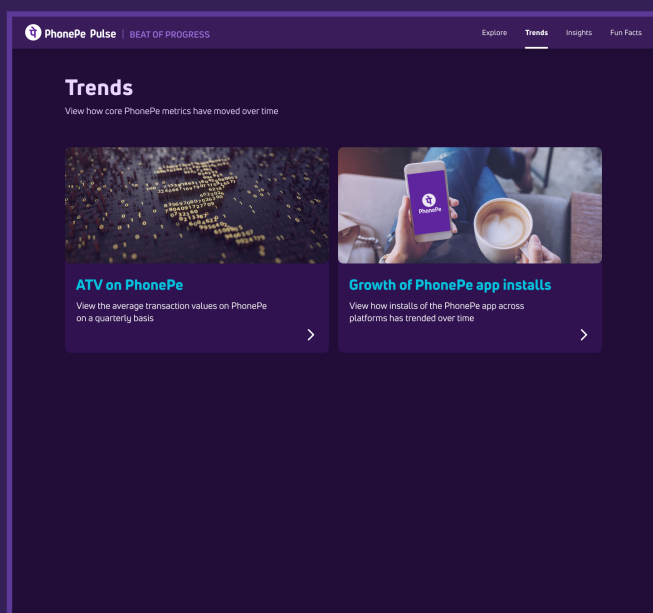 पे PhonePe Pulse | BEAT OF PROGRESS
Explore Trends Insights Fun Facts
Trends
View how core PhonePe metrics have moved over time
पे
PhonePe
ATV on PhonePe
View the average transaction values on PhonePe
on a quarterly basis
Growth of PhonePe app installs
View how installs of the PhonePe app across
platforms has trended over time